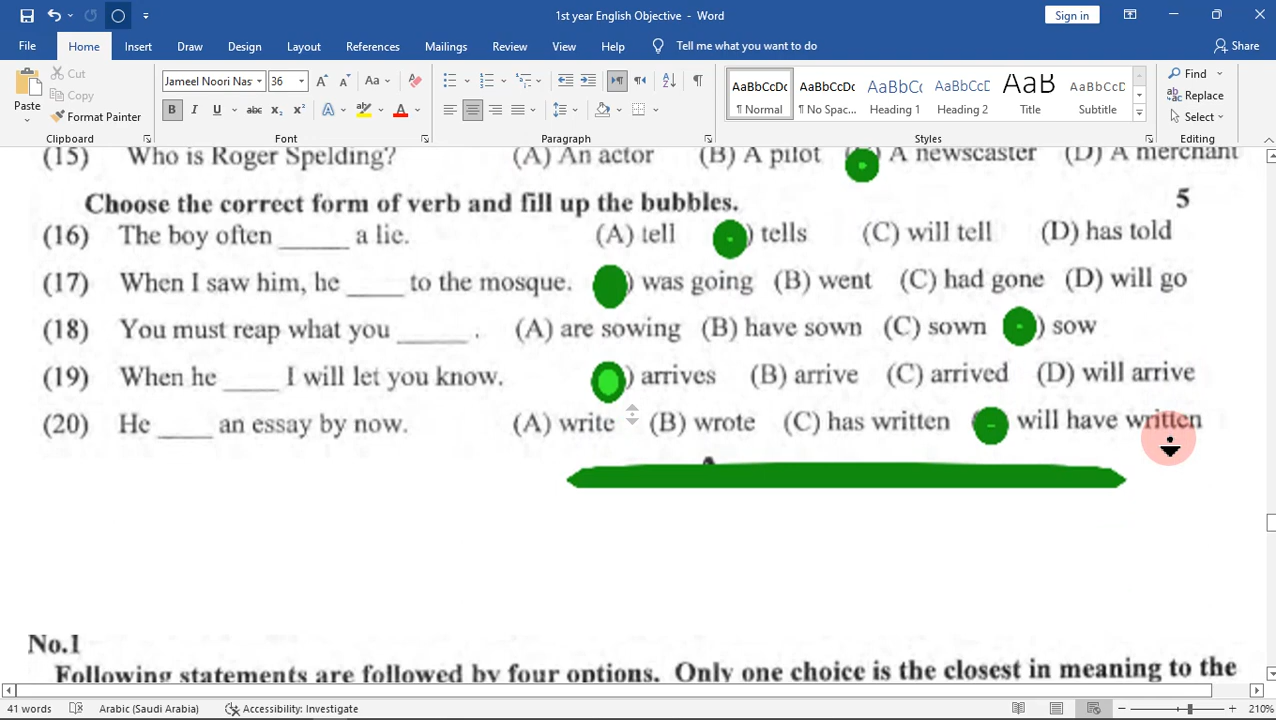 1st year English Objective - Word
Sign in
File Home Insert Draw Design Layout References Mailings Review View Help Tell me what you want to do Share
Paste
Cut
Copy
Format Painter
Clipboard
Jameel Noori Nas 36
Font
Paragraph
AaBbCcDc AaBbCcDc AaBbC( AaBbCcD AaB AaBbCcD
¶ Normal ¶ No Spac... Heading 1 Heading 2 Title Subtitle
Styles
Find
Replace
Select
Editing
(15) Who is Roger Spelding? (A) An actor (B) A pilot A newscaster (D) A merchant
Choose the correct form of verb and fill up the bubbles. 5
(16) The boy often _____ a lie. (A) tell ) tells (C) will tell (D) has told
(17) When I saw him, he ____ to the mosque. ) was going (B) went (C) had gone (D) will go
(18) You must reap what you _____ . (A) are sowing (B) have sown (C) sown ) sow
(19) When he ____ I will let you know. ) arrives (B) arrive (C) arrived (D) will arrive
(20) He ____ an essay by now. (A) write (B) wrote (C) has written will have written
No.1
Following statements are followed by four options. Only one choice is the closest in meaning to the
41 words Arabic (Saudi Arabia) Accessibility: Investigate 210%